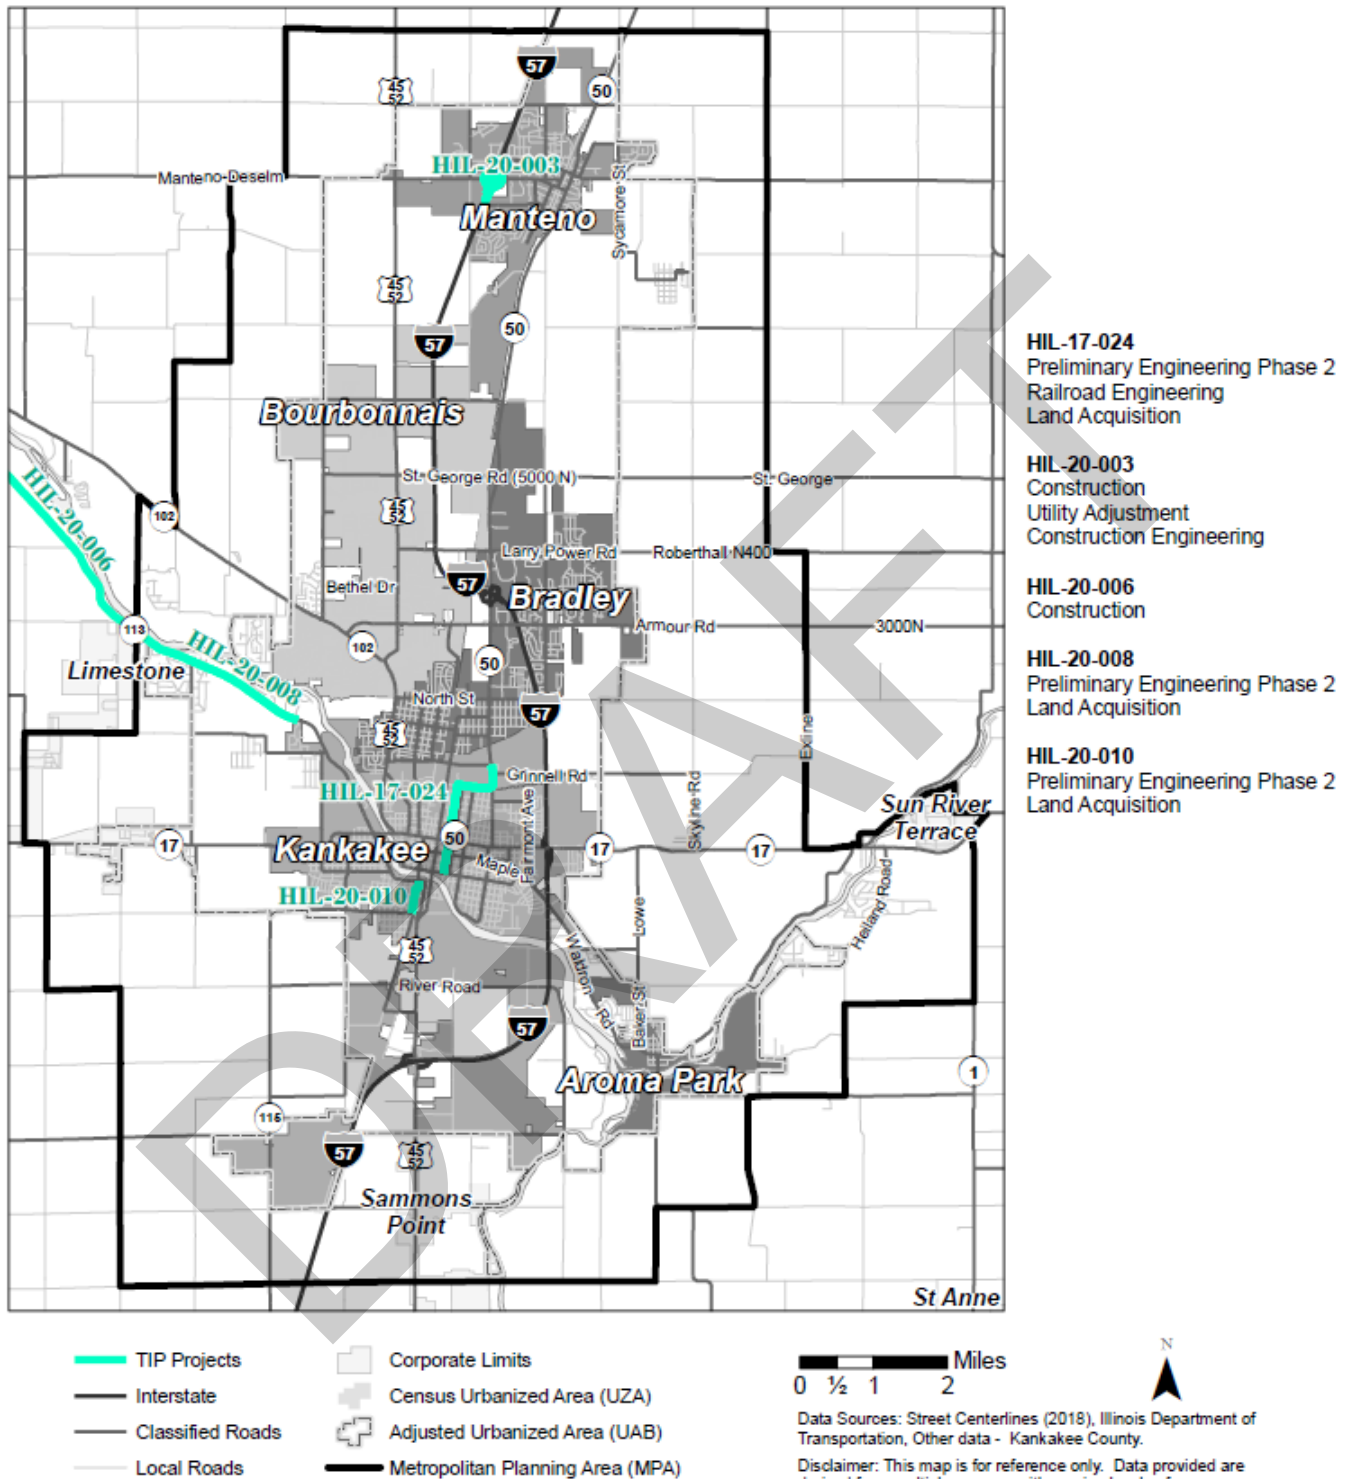 57
45
52
50
HIL-20-003
Manteno-Deselm
Manteno
Sycamore St
45
52
50
57
Bourbonnais
St. George Rd (5000 N)
St. George
HIL-20-006
102
45
52
Larry Power Rd
Roberthall N400
57
Bethel Dr
Bradley
113
Armour Rd
3000N
HIL-20-008
102
50
Limestone
North St
57
45
52
Exline
Grinnell Rd
HIL-17-024
Skyline Rd
Fairmont Ave
Sun River
Terrace
17
Kankakee
50
17
17
Maple
HIL-20-010
Lowe
Heiland Road
45
52
Waldron Rd
River Road
57
Baker St
Aroma Park
1
115
57
45
52
Sammons
Point
St Anne
DRAFT
HIL-17-024
Preliminary Engineering Phase 2
Railroad Engineering
Land Acquisition
HIL-20-003
Construction
Utility Adjustment
Construction Engineering
HIL-20-006
Construction
HIL-20-008
Preliminary Engineering Phase 2
Land Acquisition
HIL-20-010
Preliminary Engineering Phase 2
Land Acquisition
TIP Projects
Interstate
Classified Roads
Local Roads
Corporate Limits
Census Urbanized Area (UZA)
Adjusted Urbanized Area (UAB)
Metropolitan Planning Area (MPA)
Miles
0 ½ 1 2
N
Data Sources: Street Centerlines (2018), Illinois Department of
Transportation, Other data - Kankakee County.
Disclaimer: This map is for reference only. Data provided are